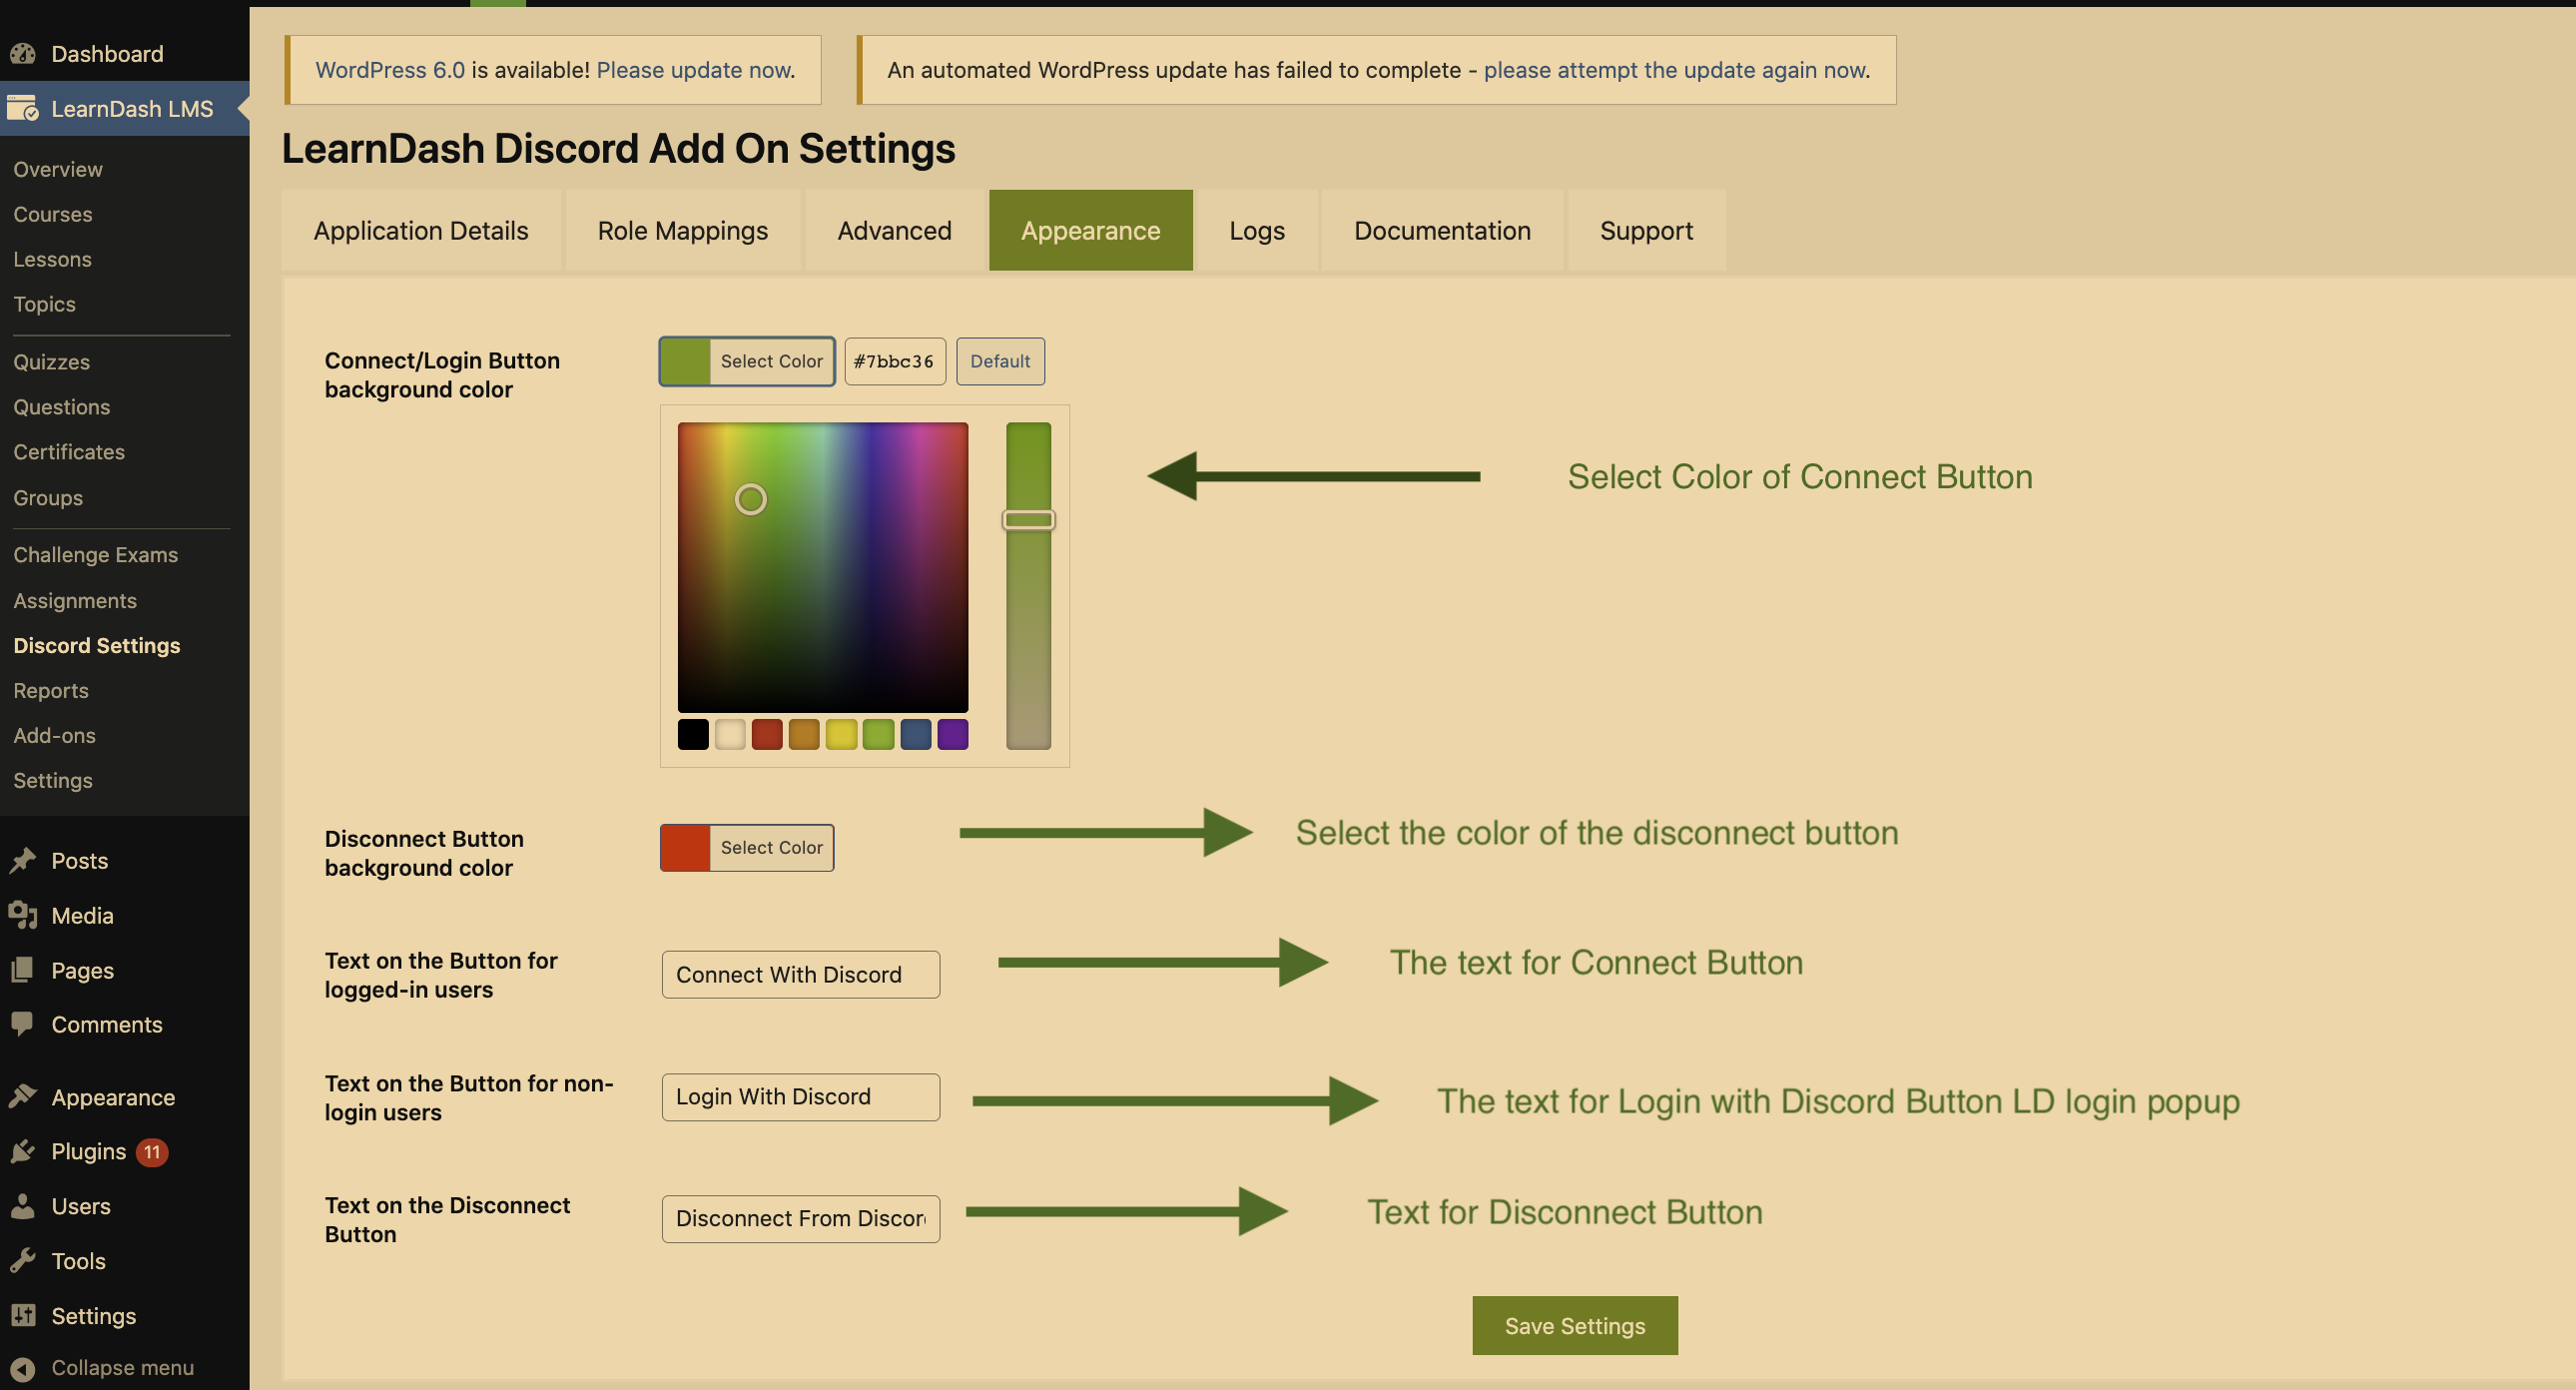 Dashboard
LearnDash LMS
Overview
Courses
Lessons
Topics
Quizzes
Questions
Certificates
Groups
Challenge Exams
Assignments
Discord Settings
Reports
Add-ons
Settings
Posts
Media
Pages
Comments
Appearance
Plugins 11
Users
Tools
Settings
Collapse menu
WordPress 6.0 is available! Please update now.
An automated WordPress update has failed to complete - please attempt the update again now.
LearnDash Discord Add On Settings
Application Details Role Mappings Advanced Appearance Logs Documentation Support
Connect/Login Button
background color
Select Color #7bbc36 Default
Select Color of Connect Button
Disconnect Button
background color
Select Color
Select the color of the disconnect button
Text on the Button for
logged-in users
Connect With Discord
The text for Connect Button
Text on the Button for non-
login users
Login With Discord
The text for Login with Discord Button LD login popup
Text on the Disconnect
Button
Disconnect From Discor
Text for Disconnect Button
Save Settings